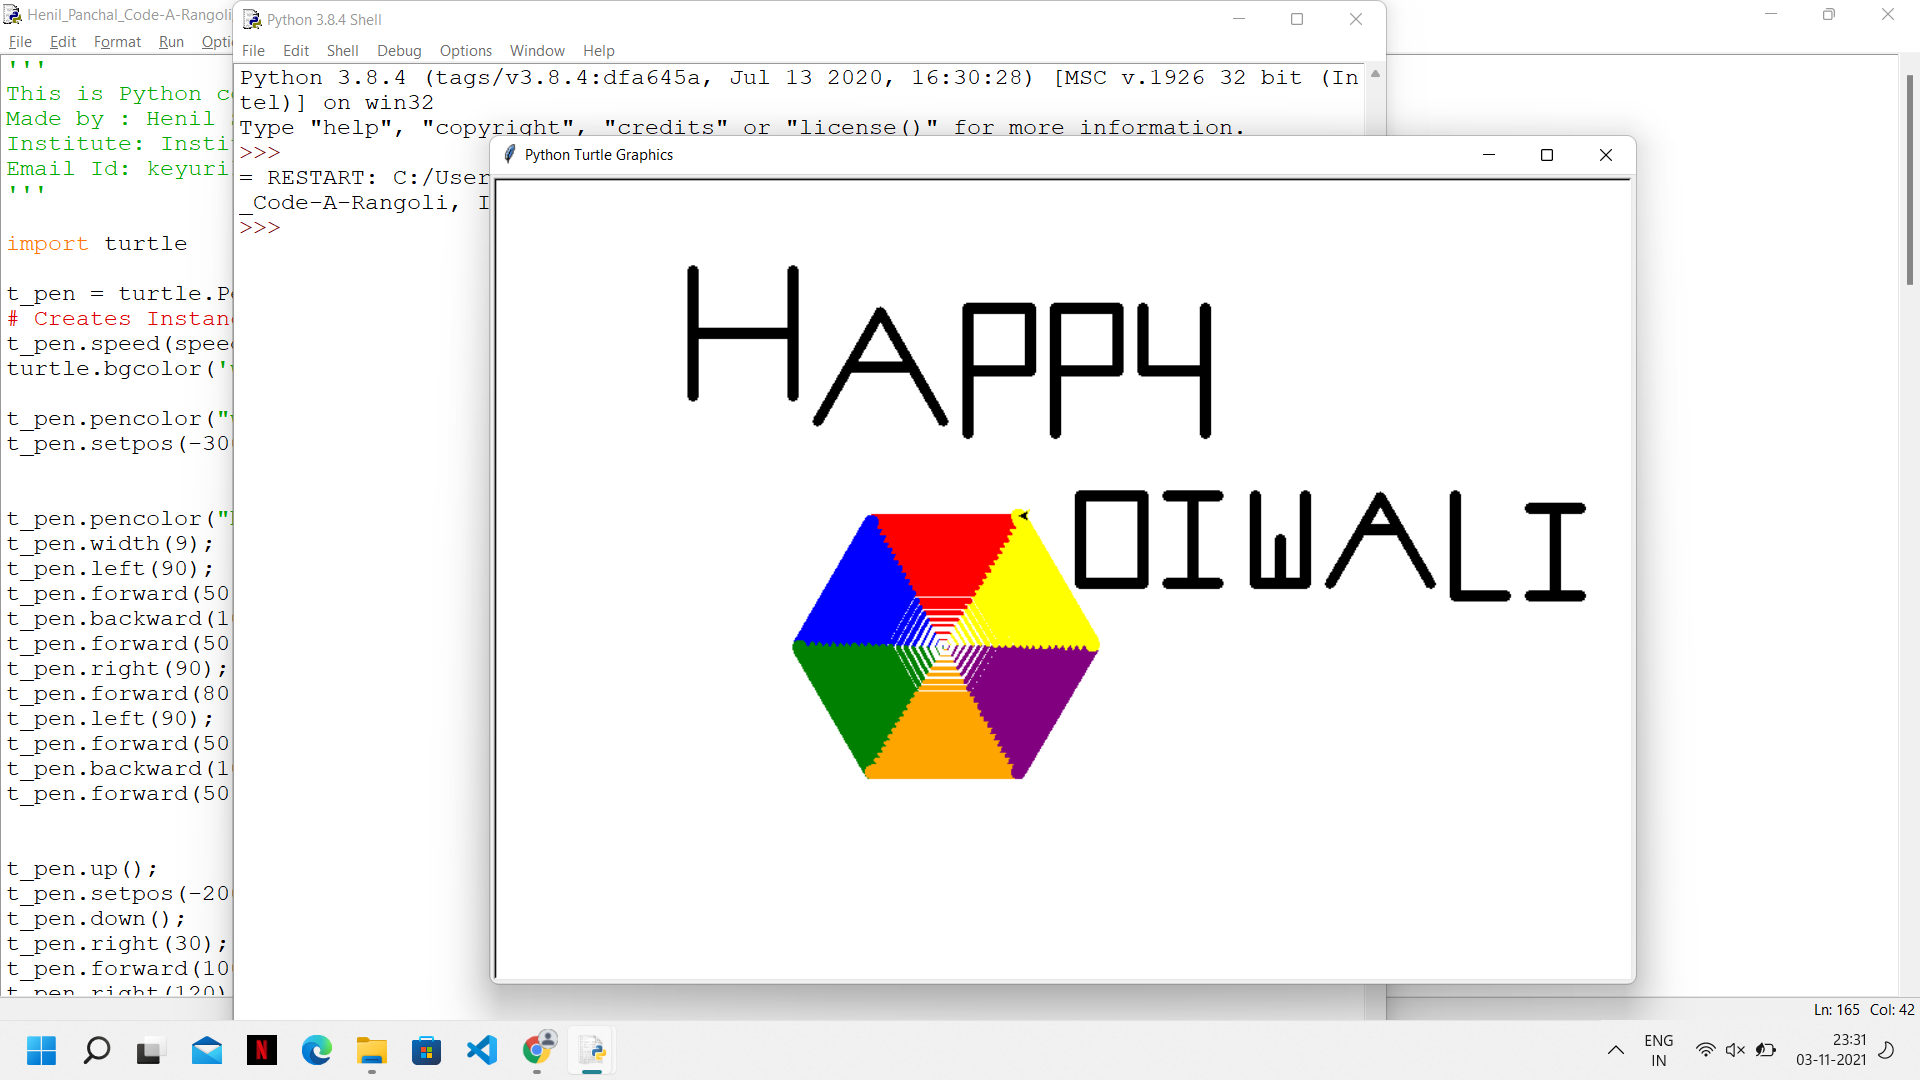 Henil_Panchal_Code-A-Rangoli
File Edit Format Run Opti
'''
This is Python c
Made by : Henil
Institute: Insti
Email Id: keyuri
'''
import turtle
t_pen = turtle.P
# Creates Instan
t_pen.speed(spee
turtle.bgcolor('
t_pen.pencolor("
t_pen.setpos(-30
t_pen.pencolor("
t_pen.width(9);
t_pen.left(90);
t_pen.forward(50
t_pen.backward(1
t_pen.forward(50
t_pen.right(90);
t_pen.forward(80
t_pen.left(90);
t_pen.forward(50
t_pen.backward(1
t_pen.forward(50
t_pen.up();
t_pen.setpos(-20
t_pen.down();
t_pen.right(30);
t_pen.forward(10
t_pen.right(120)
Python 3.8.4 Shell
File Edit Shell Debug Options Window Help
Python 3.8.4 (tags/v3.8.4:dfa645a, Jul 13 2020, 16:30:28) [MSC v.1926 32 bit (In
tel)] on win32
Type "help", "copyright", "credits" or "license()" for more information.
>>>
= RESTART: C:/User
_Code-A-Rangoli, I
>>>
Python Turtle Graphics
HAPPY
DIWALI
Ln: 165 Col: 42
ENG
IN
23:31
03-11-2021